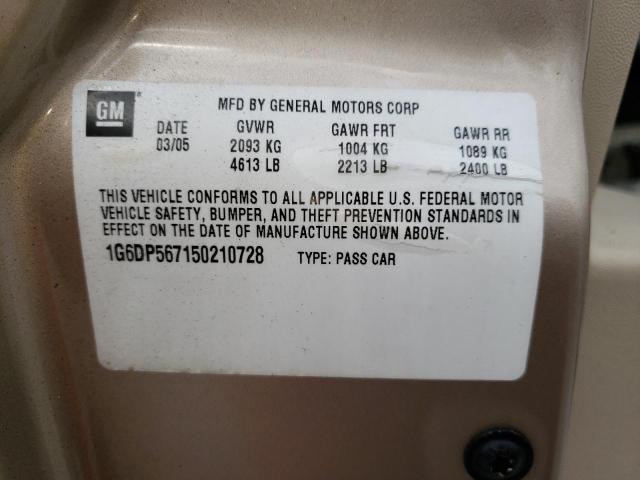 GM
MFD BY GENERAL MOTORS CORP
DATE GVWR GAWR FRT GAWR RR
03/05 2093 KG 1004 KG 1089 KG
4613 LB 2213 LB 2400 LB
THIS VEHICLE CONFORMS TO ALL APPLICABLE U.S. FEDERAL MOTOR
VEHICLE SAFETY, BUMPER, AND THEFT PREVENTION STANDARDS IN
EFFECT ON THE DATE OF MANUFACTURE SHOWN ABOVE.
1G6DP567150210728 TYPE: PASS CAR